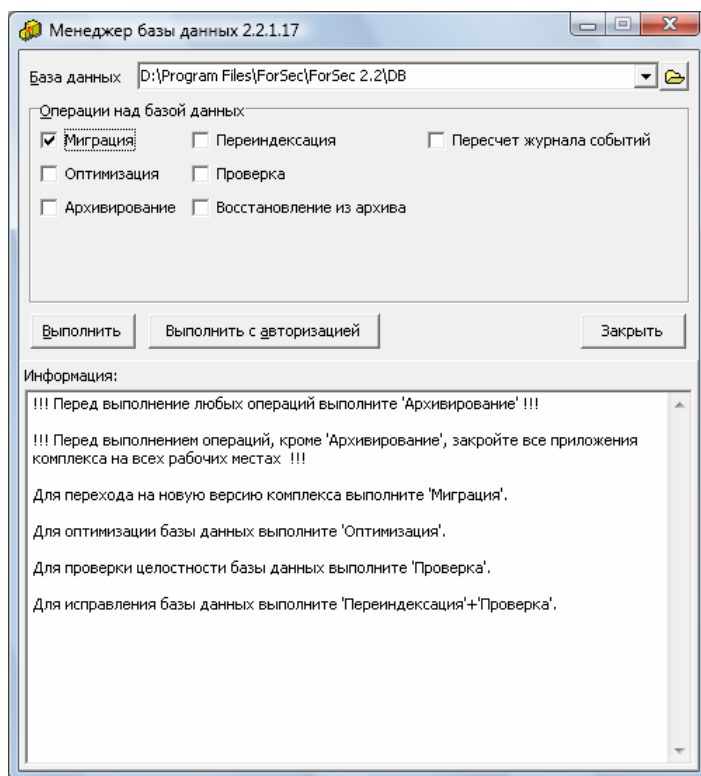 Менеджер базы данных 2.2.1.17
База данных D:\Program Files\ForSec\ForSec 2.2\DB
Операции над базой данных
Миграция Переиндексация Пересчет журнала событий
Оптимизация Проверка
Архивирование Восстановление из архива
Выполнить Выполнить с авторизацией Закрыть
Информация:
!!! Перед выполнение любых операций выполните 'Архивирование' !!!
!!! Перед выполнением операций, кроме 'Архивирование', закройте все приложения
комплекса на всех рабочих местах !!!
Для перехода на новую версию комплекса выполните 'Миграция'.
Для оптимизации базы данных выполните 'Оптимизация'.
Для проверки целостности базы данных выполните 'Проверка'.
Для исправления базы данных выполните 'Переиндексация'+'Проверка'.